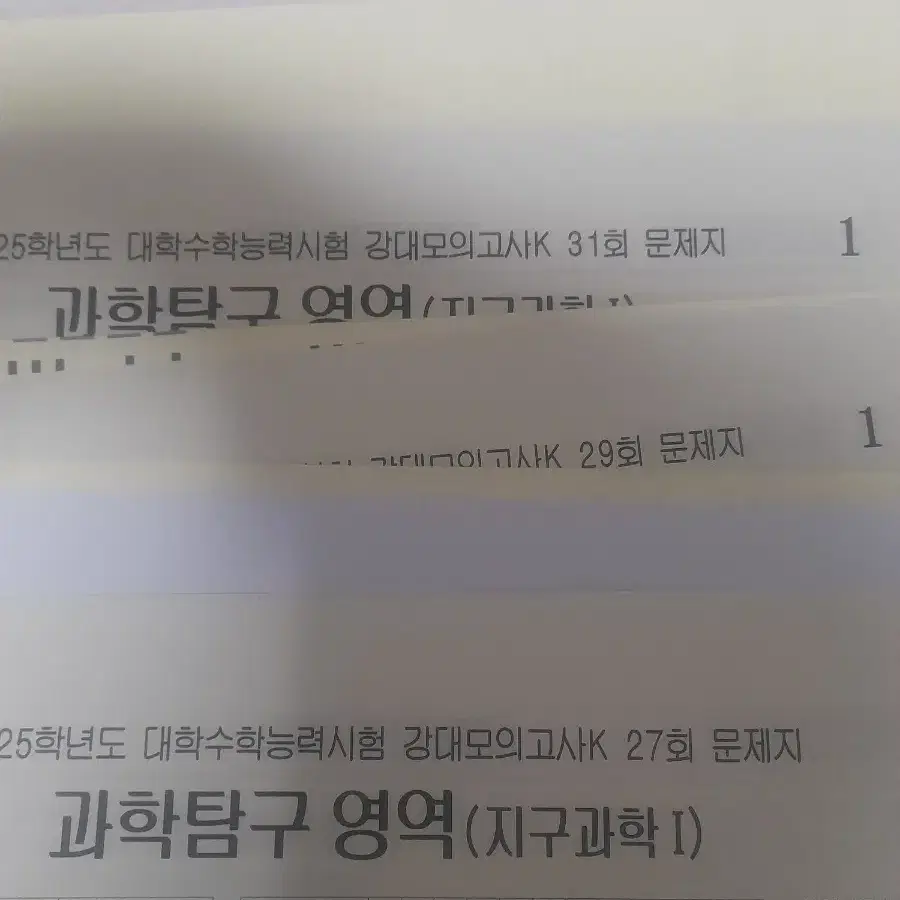 25학년도 대학수학능력시험 강대모의고사K 31회 문제지 1
과학탐구 영역(지구과학 I)
강대모의고사K 29회 문제지 1
25학년도 대학수학능력시험 강대모의고사K 27회 문제지
과학탐구 영역(지구과학 I)